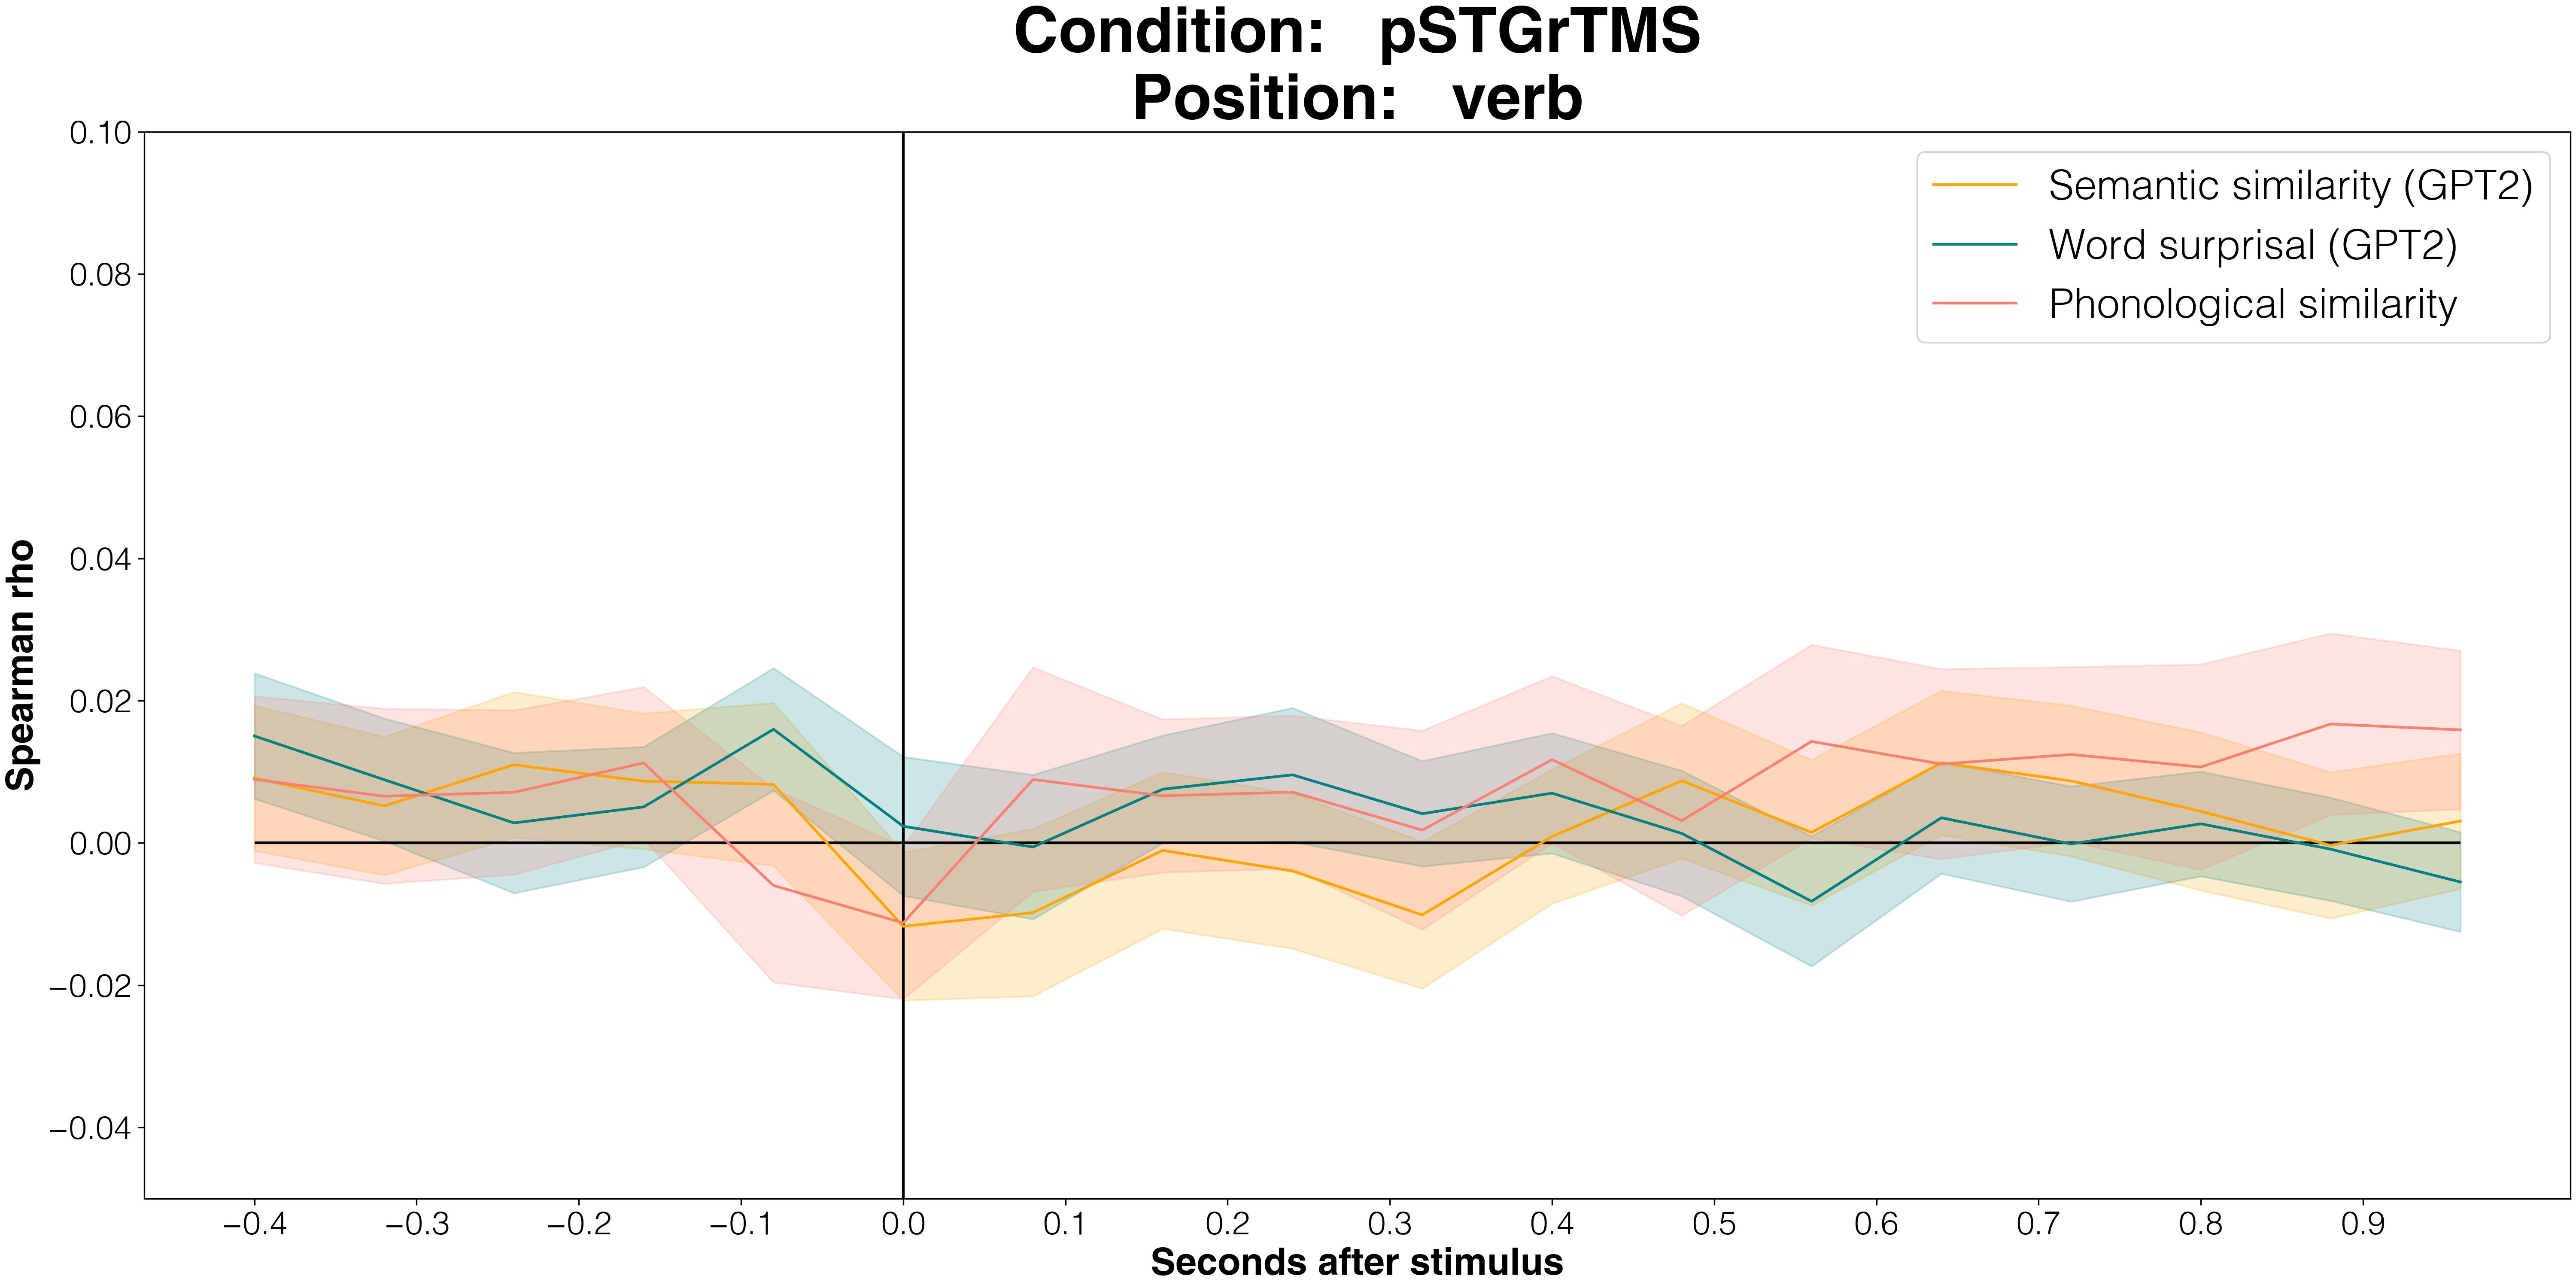 Condition: pSTGrTMS
Position: verb
0.10
0.08
0.06
0.04
0.02
0.00
−0.02
−0.04
Spearman rho
Semantic similarity (GPT2)
Word surprisal (GPT2)
Phonological similarity
−0.4 −0.3 −0.2 −0.1 0.0 0.1 0.2 0.3 0.4 0.5 0.6 0.7 0.8 0.9
Seconds after stimulus